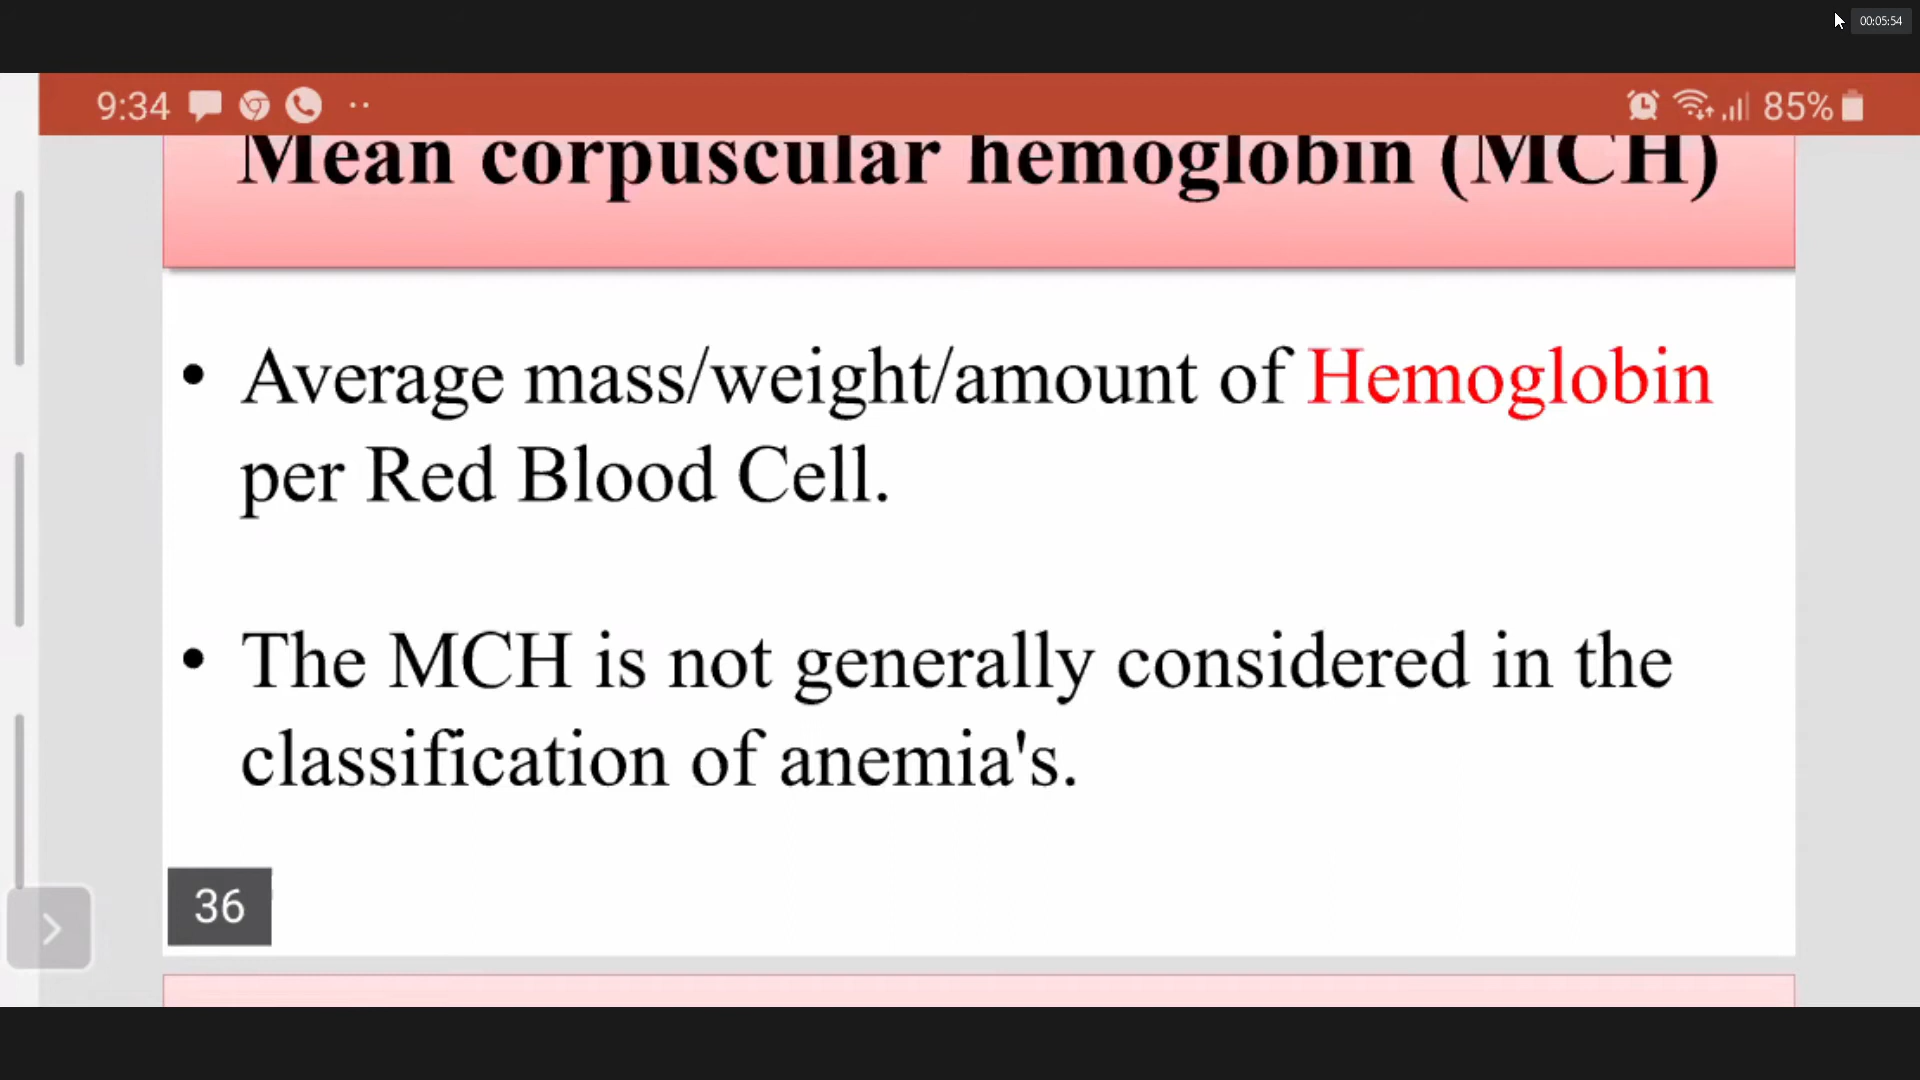 00:05:54
9:34
85%
Mean corpuscular hemoglobin (MCH)
• Average mass/weight/amount of Hemoglobin
per Red Blood Cell.
• The MCH is not generally considered in the
classification of anemia's.
36